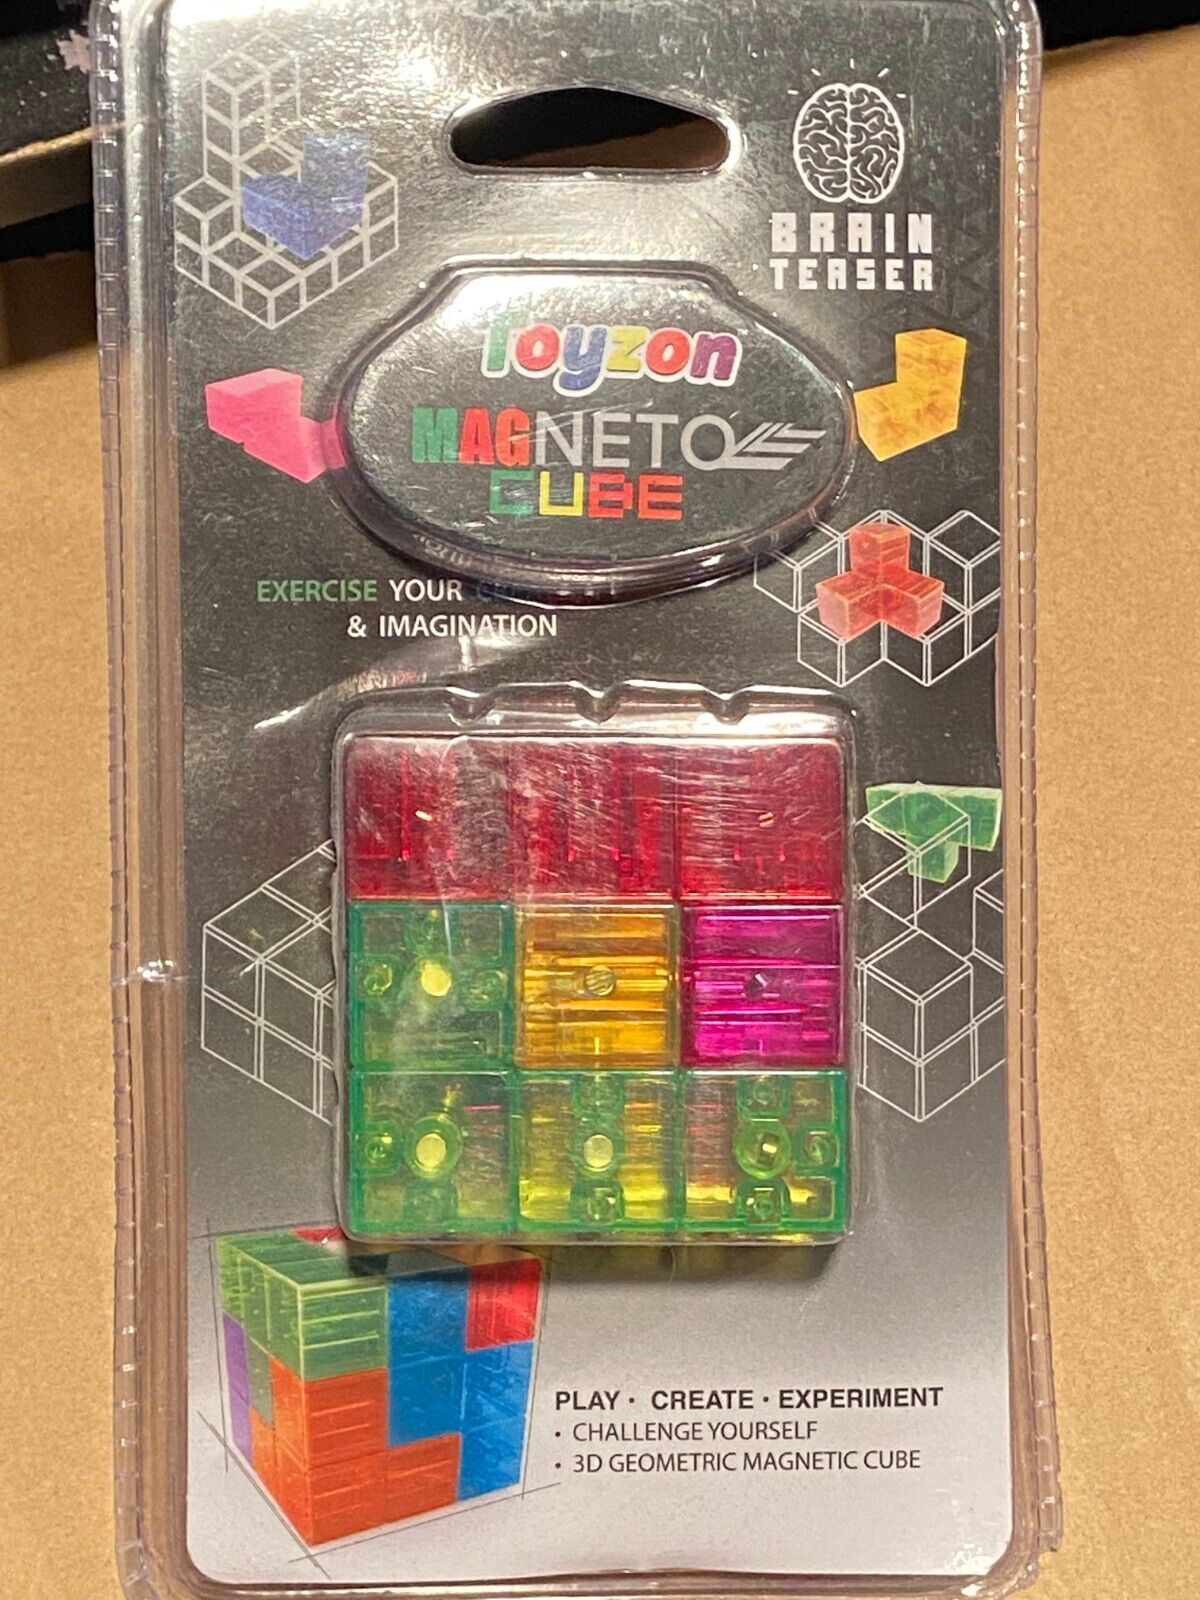 BRAIN
TEASER
Toyzon
MAGNETO
CUBE
EXERCISE YOUR
& IMAGINATION
PLAY · CREATE · EXPERIMENT
· CHALLENGE YOURSELF
· 3D GEOMETRIC MAGNETIC CUBE